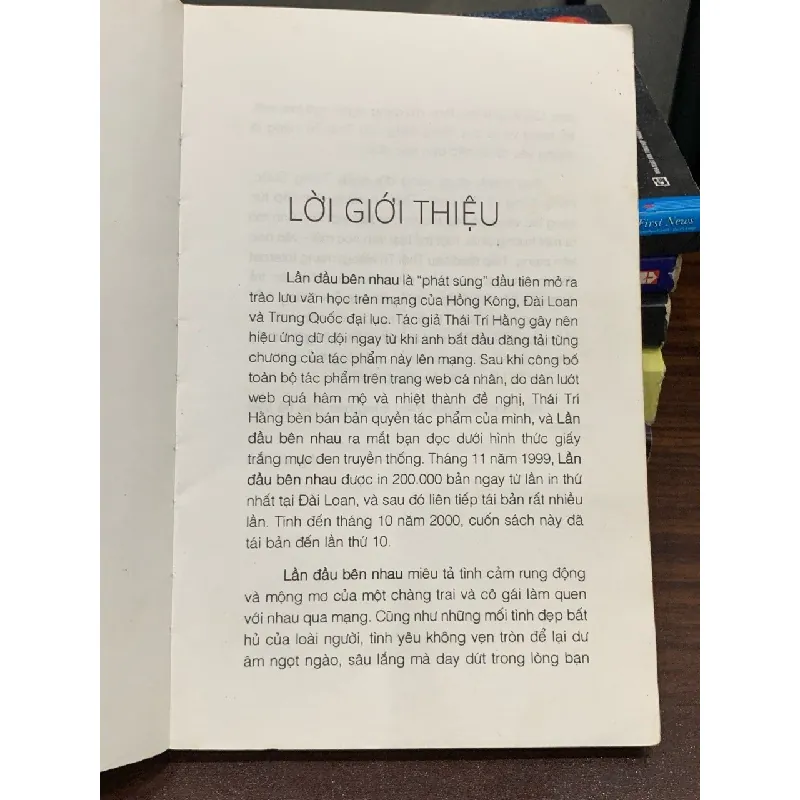 LỜI GIỚI THIỆU
Lần đầu bên nhau là "phát súng" đầu tiên mở ra
trào lưu văn học trên mạng của Hồng Kông, Đài Loan
và Trung Quốc đại lục. Tác giả Thái Trí Hằng gây nên
hiệu ứng dữ dội ngay từ khi anh bắt đầu đăng tải từng
chương của tác phẩm này lên mạng. Sau khi công bố
toàn bộ tác phẩm trên trang web cá nhân, do dân lướt
web quá hâm mộ và nhiệt thành đề nghị, Thái Trí
Hằng bèn bán bản quyền tác phẩm của mình, và Lần
đầu bên nhau ra mắt bạn đọc dưới hình thức giấy
trắng mực đen truyền thống. Tháng 11 năm 1999, Lần
đầu bên nhau được in 200.000 bản ngay từ lần in thứ
nhất tại Đài Loan, và sau đó liên tiếp tái bản rất nhiều
lần. Tính đến tháng 10 năm 2000, cuốn sách này đã
tái bản đến lần thứ 10.
Lần đầu bên nhau miêu tả tình cảm rung động
và mộng mơ của một chàng trai và cô gái làm quen
với nhau qua mạng. Cũng như những mối tình đẹp bất
hủ của loài người, tình yêu không vẹn tròn để lại dư
âm ngọt ngào, sâu lắng mà day dứt trong lòng bạn
First News